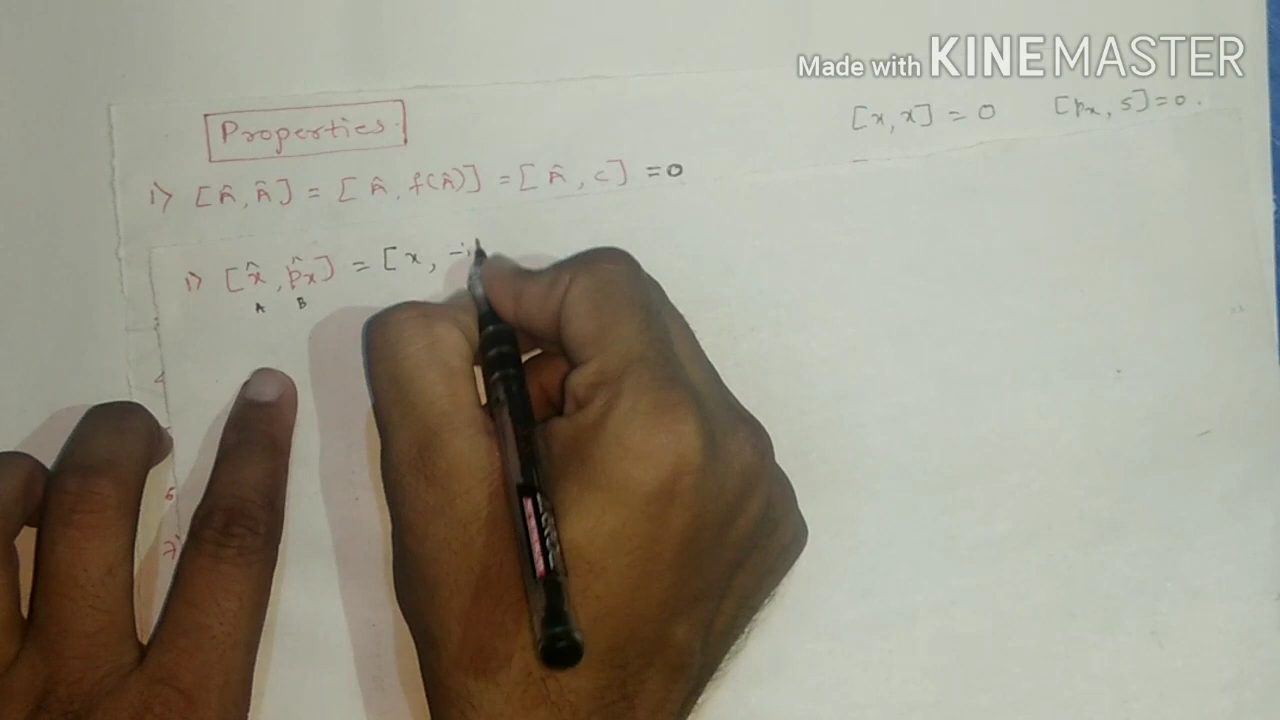 Made with KINEMASTER
[x, x] = 0 [px, 5] = 0.
Properties.
1> [Â, Â] = [Â, f(Â)] = [Â, c] = 0
1> [x̂, p̂x] = [x, -i
A B